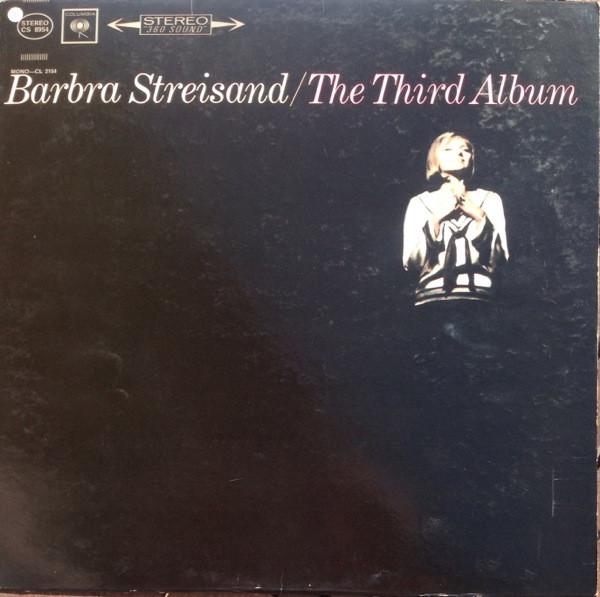 STEREO
CS 8954
COLUMBIA
STEREO
"360 SOUND"
MONO—CL 2154
Barbra Streisand/The Third Album